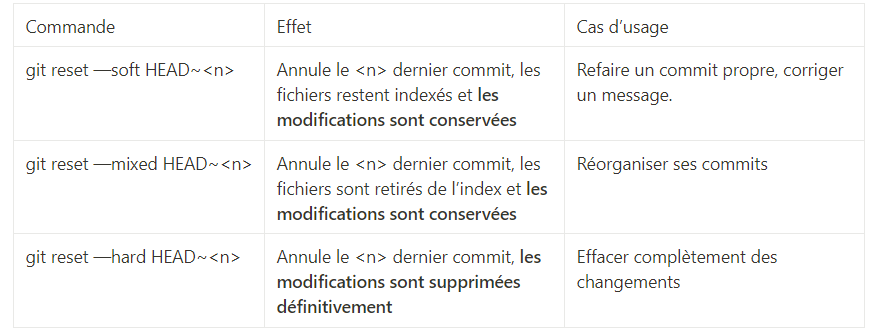 Commande Effet Cas d’usage
git reset —soft HEAD~<n> Annule le <n> dernier commit, les Refaire un commit propre, corriger
fichiers restent indexés et les un message.
modifications sont conservées
git reset —mixed HEAD~<n> Annule le <n> dernier commit, les Réorganiser ses commits
fichiers sont retirés de l’index et les
modifications sont conservées
git reset —hard HEAD~<n> Annule le <n> dernier commit, les Effacer complètement des
modifications sont supprimées changements
définitivement